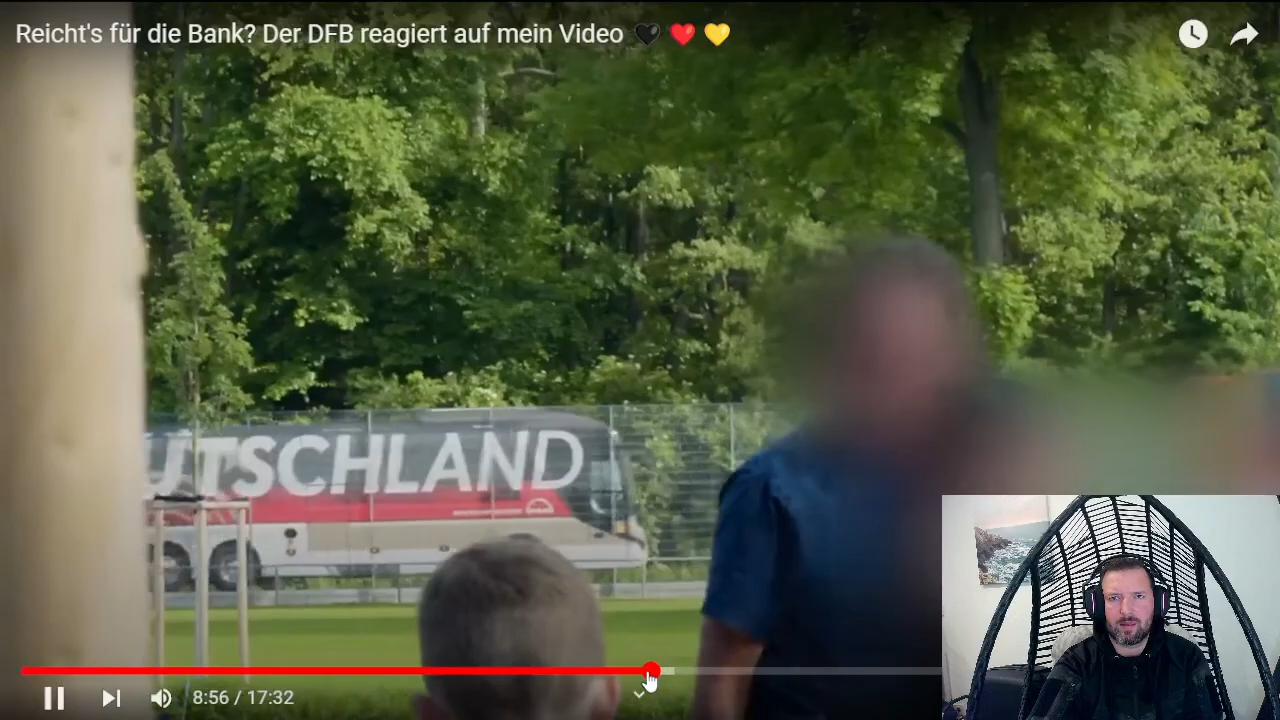 Reicht's für die Bank? Der DFB reagiert auf mein Video 🖤 ❤️ 💛
UTSCHLAND
8:56 / 17:32